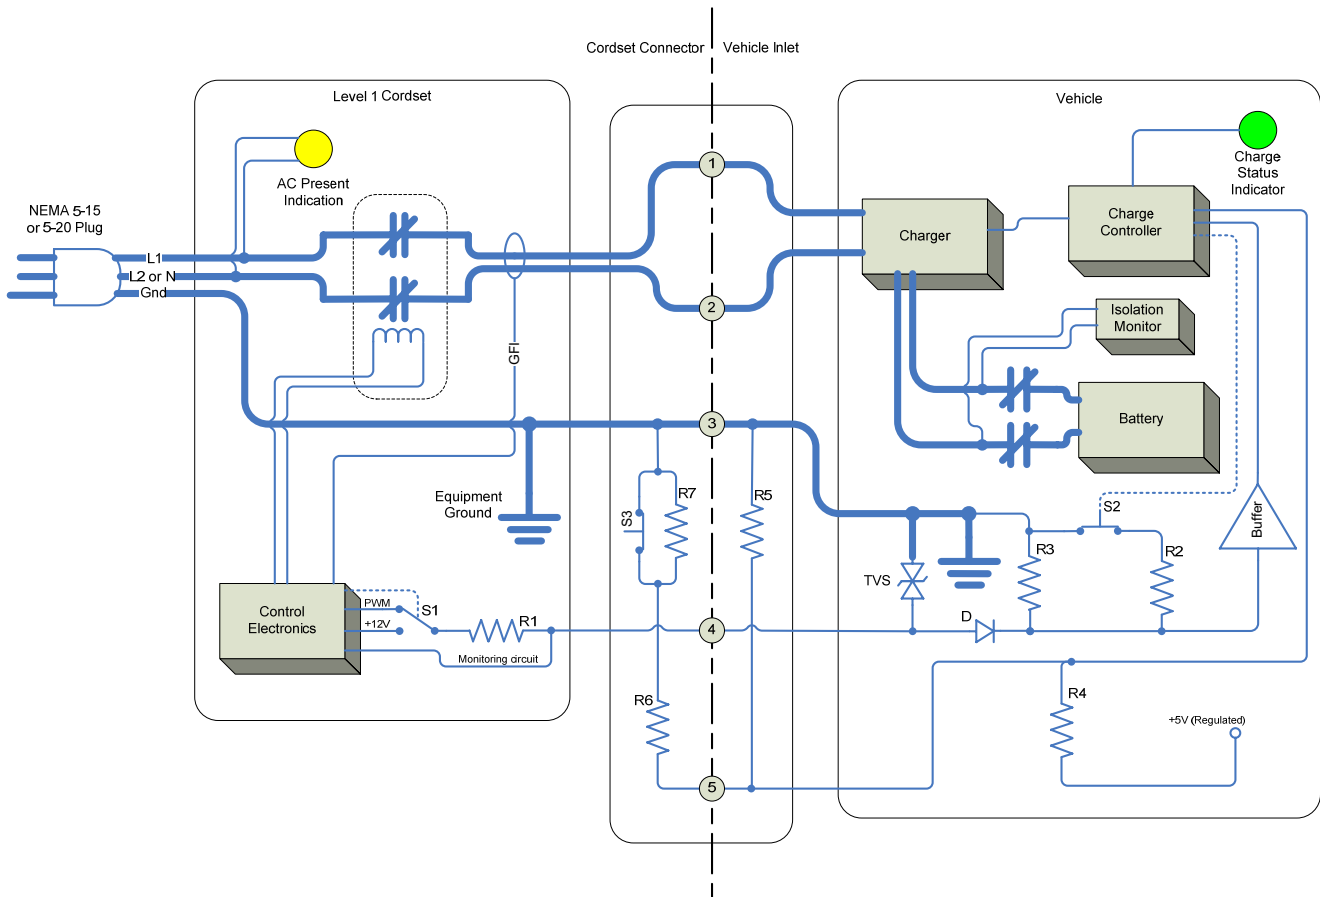 Cordset Connector
Vehicle Inlet
Level 1 Cordset
Vehicle
AC Present
Indication
NEMA 5-15
or 5-20 Plug
L1
L2 or N
Gnd
GFI
Equipment
Ground
Control
Electronics
PWM
+12V
S1
R1
Monitoring circuit
1
2
3
4
5
S3
R7
R5
R6
Charger
Charge
Controller
Charge
Status
Indicator
Isolation
Monitor
Battery
S2
Buffer
TVS
R3
R2
D
R4
+5V (Regulated)